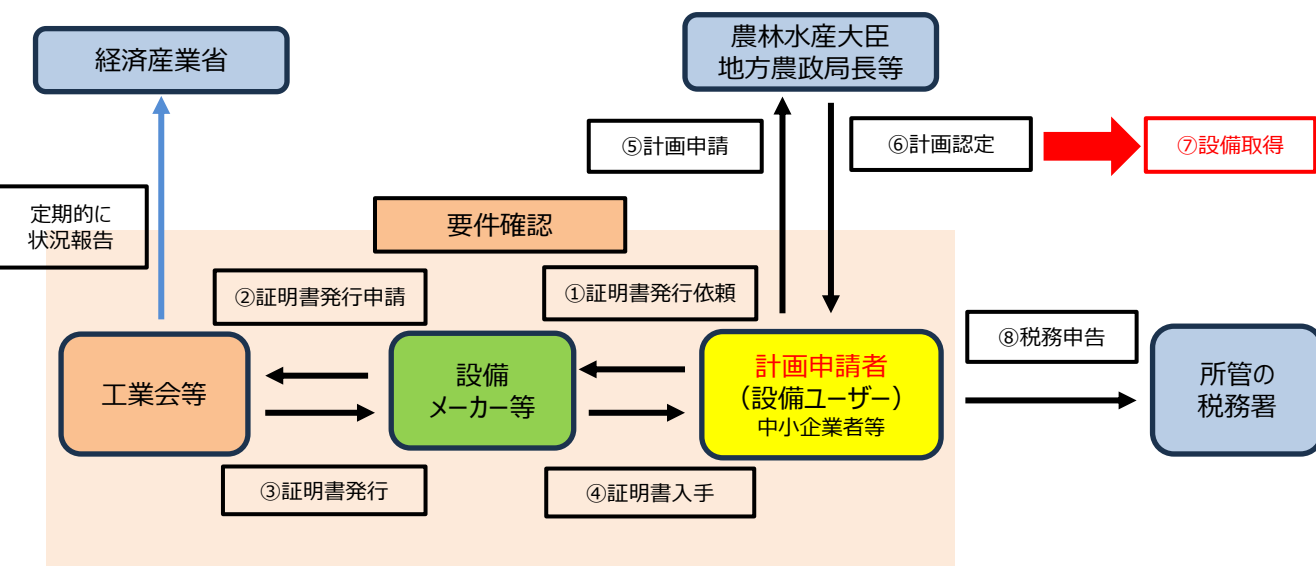 経済産業省
農林水産大臣
地方農政局長等
⑤計画申請
⑥計画認定
⑦設備取得
定期的に
状況報告
要件確認
②証明書発行申請
①証明書発行依頼
工業会等
設備
メーカー等
計画申請者
（設備ユーザー）
中小企業者等
⑧税務申告
所管の
税務署
③証明書発行
④証明書入手